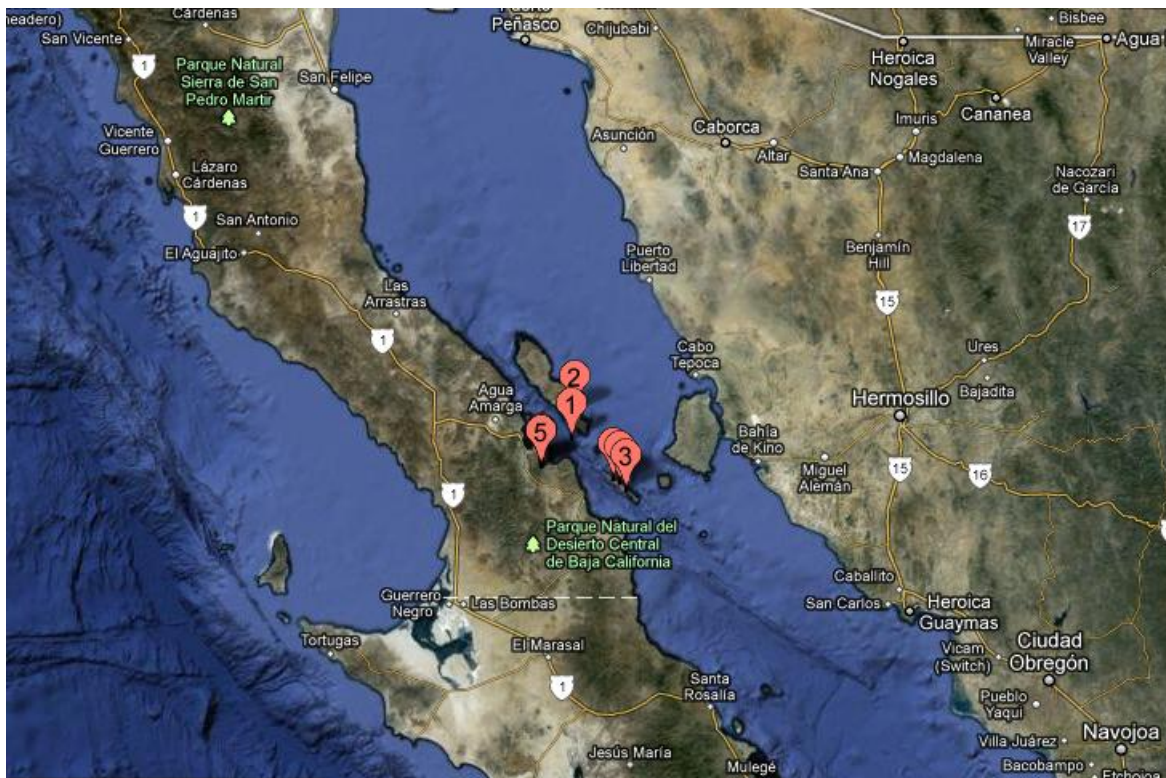 Cárdenas
Cárdenas
Bisbee
neadero)
San Vicente
Peñasco
Chijubabi
Miracle
Valley
Agua
1
Parque Natural
Sierra de San
Pedro Martir
San Felipe
Heroica
Nogales
Cananea
Imuris
Vicente
Guerrero
Asunción
Caborca
Altar
Magdalena
Santa Ana
Lázaro
Cárdenas
Nacozari
de García
1
San Antonio
17
El Aguajito
Puerto
Libertad
Benjamín
Hill
Las
Arrastras
15
1
Cabo
Tepoca
Ures
2
Agua
Amarga
Bajadita
1
Hermosillo
5
3
Bahía
de Kino
Miguel
Alemán
15
16
1
Parque Natural del
Desierto Central
de Baja California
Guerrero
Negro
Las Bombas
Caballito
San Carlos
Heroica
Guaymas
Tortugas
El Marasal
Ciudad
Obregón
Vicam
(Switch)
1
Santa
Rosalía
Pueblo
Yaqui
Navojoa
Villa Juárez
Jesús María
Mulegé
Bacobampo